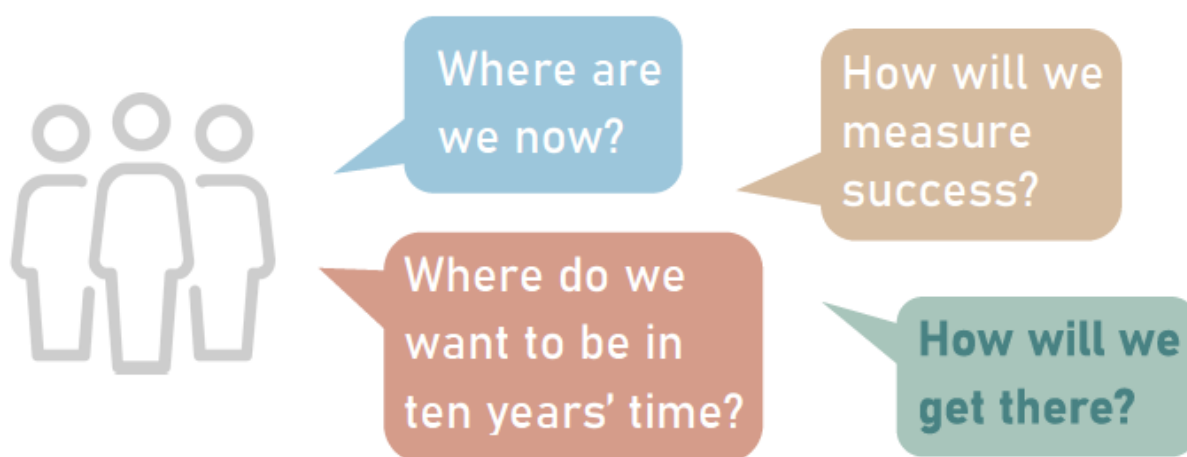 Where are
we now?
How will we
measure
success?
Where do we
want to be in
ten years' time?
How will we
get there?